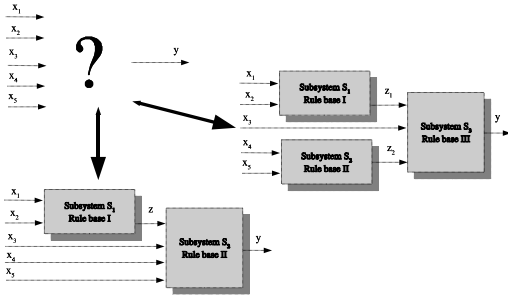 x1
x2
x3
x4
x5
?
y
x1
x2
x3
x4
x5
Subsystem S1
Rule base I
z1
Subsystem S2
Rule base II
z2
Subsystem S3
Rule base III
y
x1
x2
x3
x4
x5
Subsystem S1
Rule base I
z
Subsystem S2
Rule base II
y